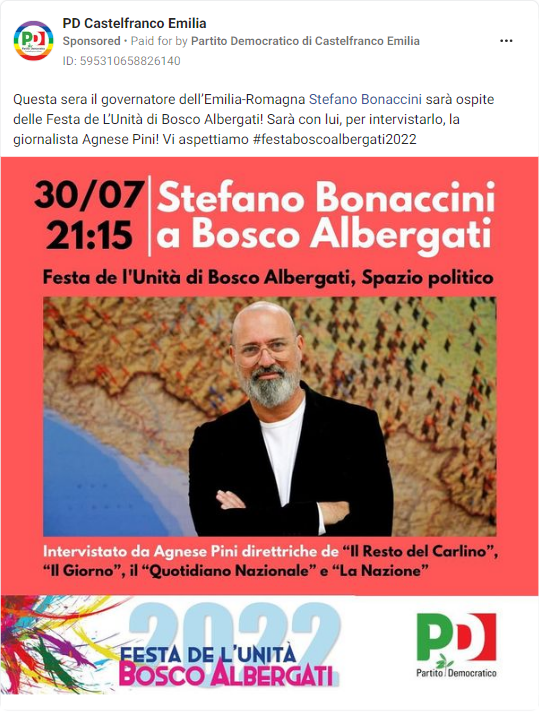 PD Castelfranco Emilia
Sponsored • Paid for by Partito Democratico di Castelfranco Emilia
ID: 595310658826140
Questa sera il governatore dell'Emilia-Romagna Stefano Bonaccini sarà ospite
delle Festa de L'Unità di Bosco Albergati! Sarà con lui, per intervistarlo, la
giornalista Agnese Pini! Vi aspettiamo #festaboscoalbergati2022
30/07
21:15
Stefano Bonaccini
a Bosco Albergati
Festa de l'Unità di Bosco Albergati, Spazio politico
Intervistato da Agnese Pini direttriche de “Il Resto del Carlino”,
“Il Giorno”, il “Quotidiano Nazionale” e “La Nazione”
2022
FESTA DE L'UNITÀ
BOSCO ALBERGATI
PD
Partito Democratico